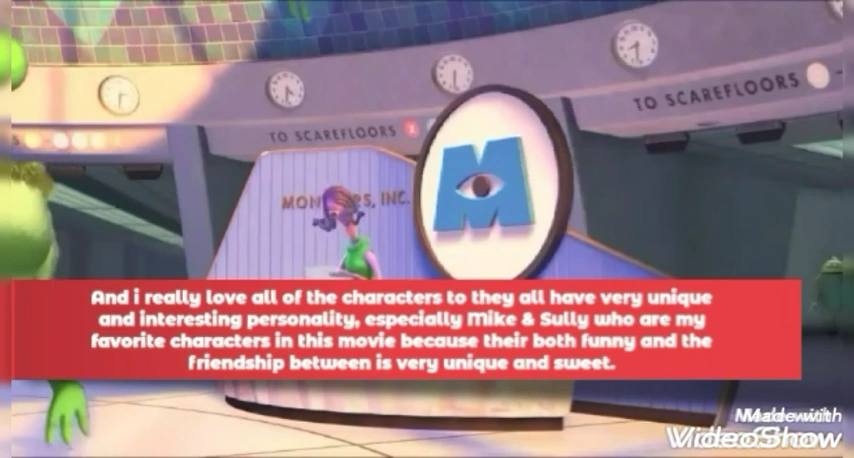 TO SCAREFLOORS
TO SCAREFLOORS
MONSTERS, INC.
M
And i really love all of the characters to they all have very unique
and interesting personality, especially Mike & Sully who are my
favorite characters in this movie because their both funny and the
friendship between is very unique and sweet.
Made with
VideoShow